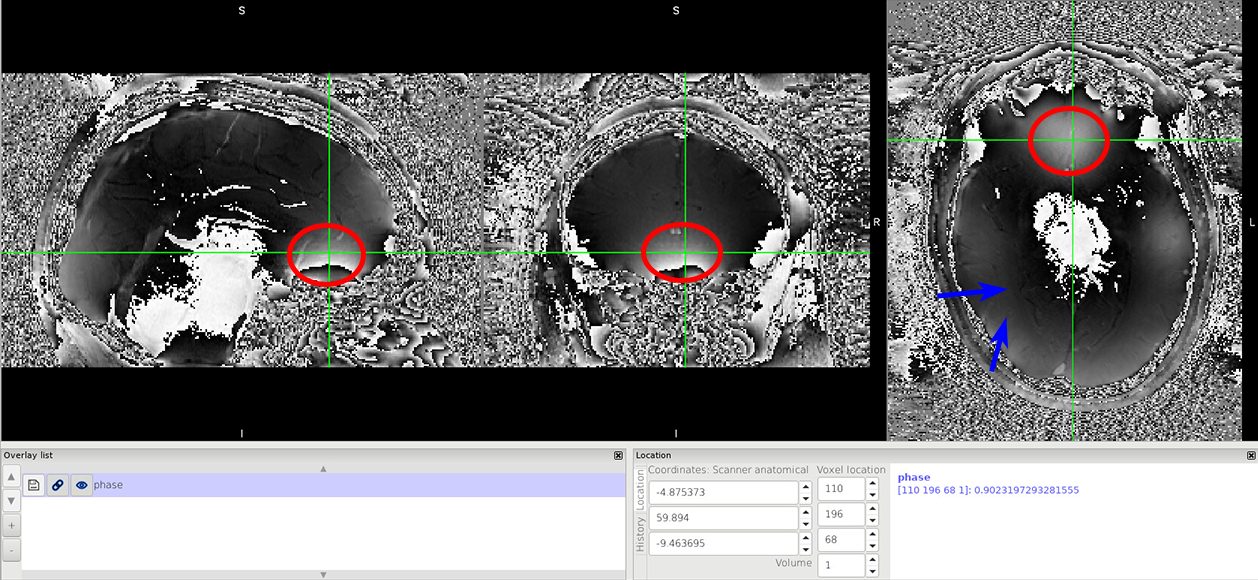 S
S
R
L
I
I
Overlay list
phase
+
-
Location
Coordinates: Scanner anatomical
Voxel location
Location
History
-4.875373
110
59.894
196
-9.463695
68
Volume
1
phase
[110 196 68 1]: 0.9023197293281555